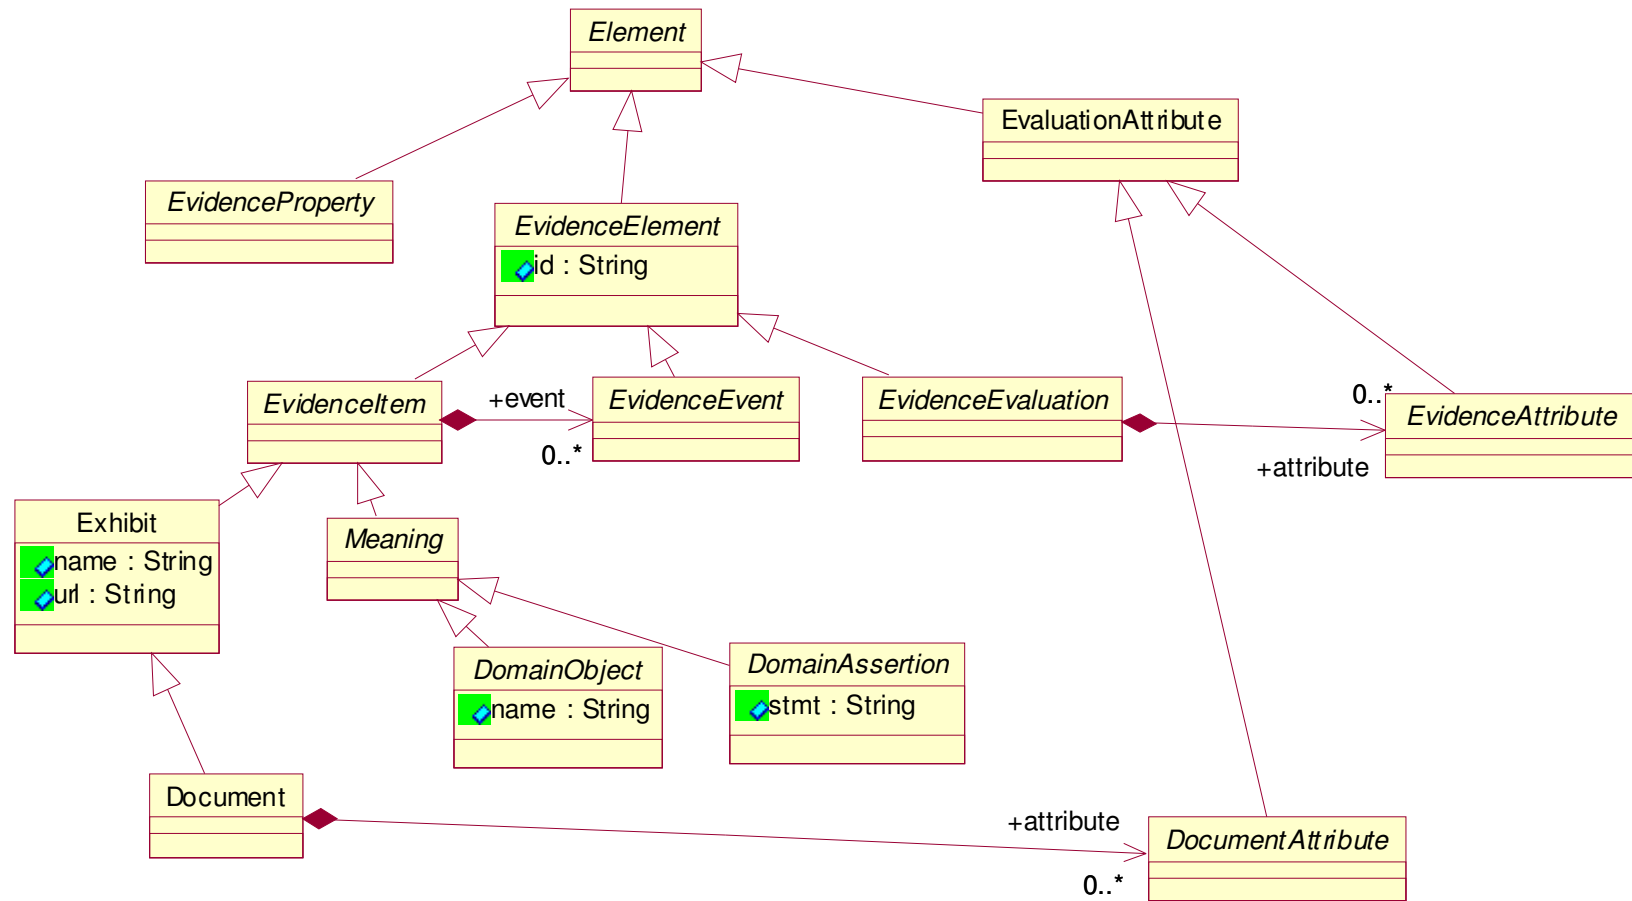 Element
EvaluationAttribute
EvidenceProperty
EvidenceElement
id : String
EvidenceItem
+event
0..*
EvidenceEvent
EvidenceEvaluation
0..*
+attribute
EvidenceAttribute
Exhibit
name : String
url : String
Meaning
DomainObject
name : String
DomainAssertion
stmt : String
Document
+attribute
0..*
DocumentAttribute